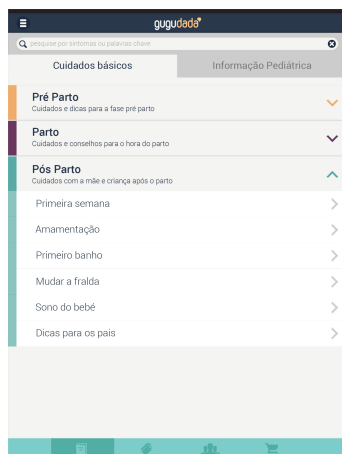 gugudada
pesquise por sintomas ou palavras chave
Cuidados básicos
Informação Pediátrica
Pré Parto
Cuidados e dicas para a fase pré parto
Parto
Cuidados e conselhos para o hora do parto
Pós Parto
Cuidados com a mãe e criança após o parto
Primeira semana
Amamentação
Primeiro banho
Mudar a fralda
Sono do bebé
Dicas para os pais